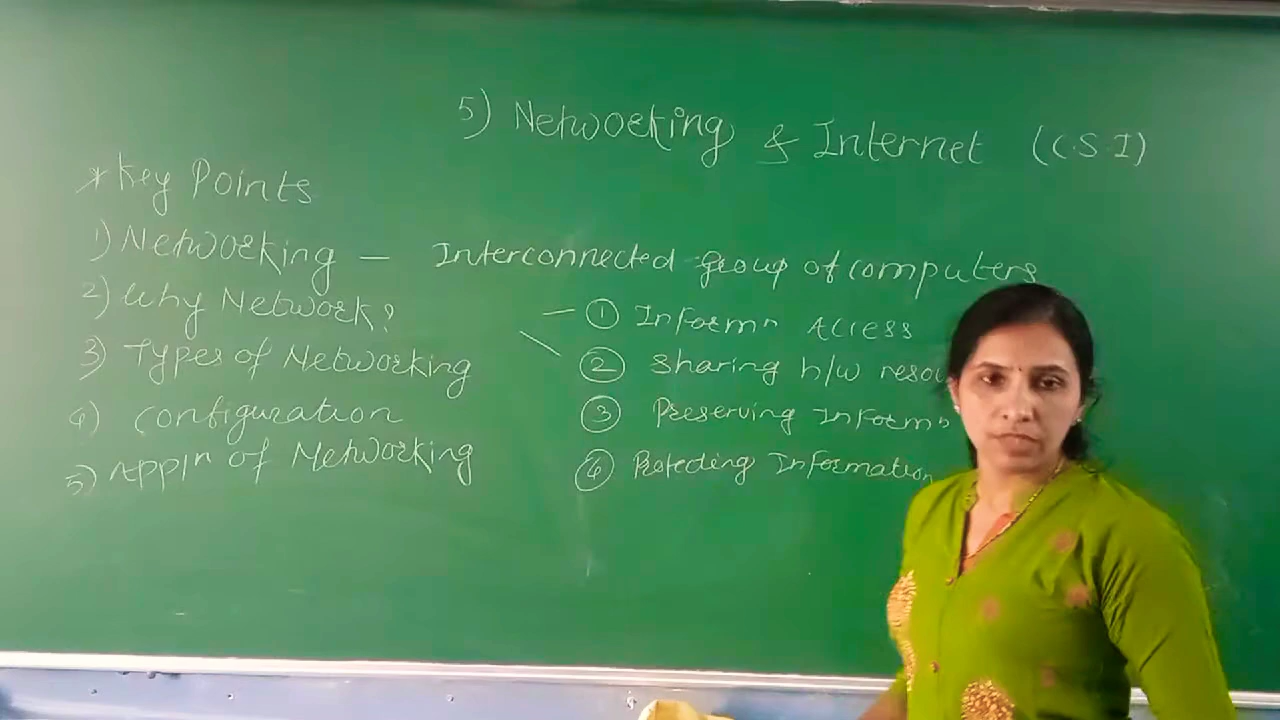 5) Networking & Internet (C.S.I)
* Key Points
1) Networking — Interconnected group of computers
2) Why Network?
3) Types of Networking
4) Configuration
5) Appln of Networking
① Informn Access
② Sharing h/w resou
③ Preserving Informn
④ Protecting Information